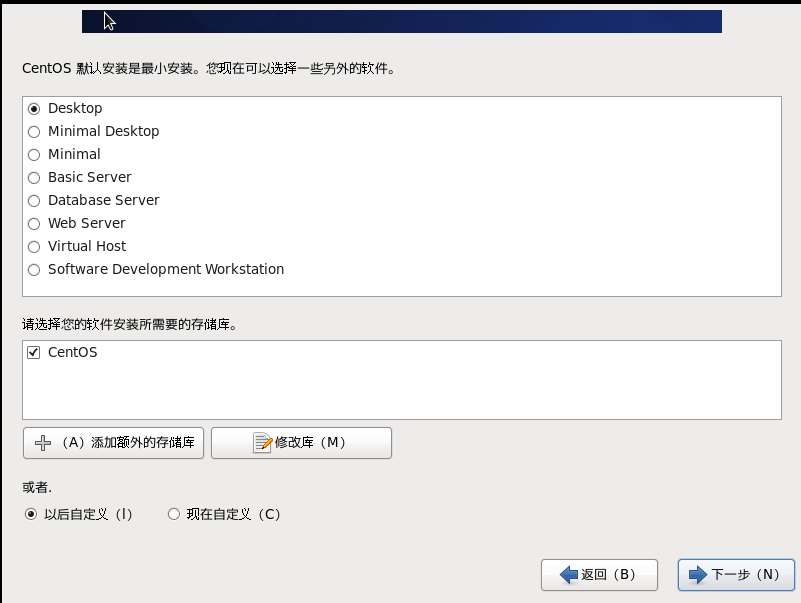 CentOS 默认安装是最小安装。您现在可以选择一些另外的软件。
Desktop
Minimal Desktop
Minimal
Basic Server
Database Server
Web Server
Virtual Host
Software Development Workstation
请选择您的软件安装所需要的存储库。
CentOS
（A）添加额外的存储库 修改库（M）
或者.
以后自定义（l） 现在自定义（C）
返回（B） 下一步（N）